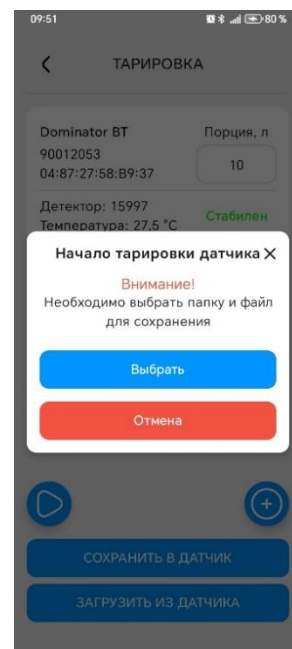 09:51
80 %
ТАРИРОВКА
Dominator BT
Порция, л
90012053
04:87:27:58:B9:37
10
Детектор: 15997
Температура: 27,5 °C
Стабилен
Начало тарировки датчика
Внимание!
Необходимо выбрать папку и файл
для сохранения
Выбрать
Отмена
СОХРАНИТЬ В ДАТЧИК
ЗАГРУЗИТЬ ИЗ ДАТЧИКА